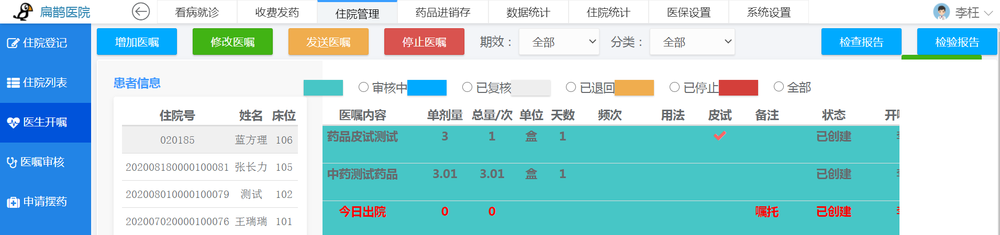 扁鹊医院 看病就诊 收费发药 住院管理 药品进销存 数据统计 住院统计 医保设置 系统设置 李枉
住院登记 增加医嘱 修改医嘱 发送医嘱 停止医嘱 期效： 全部 分类： 全部 检查报告 检验报告
住院列表 患者信息 审核中 已复核 已退回 已停止 全部
住院号 姓名 床位 医嘱内容 单剂量 总量/次 单位 天数 频次 用法 皮试 备注 状态
医生开嘱 020185 蓝方理 106 药品皮试测试 3 1 盒 1 已创建
医嘱审核 202008180000100081 张长力 105 中药测试药品 3.01 3.01 盒 1 已创建
申请摆药 202008010000100079 测试 102
今日出院 0 0 嘱托 已创建
202007020000100076 王瑞瑞 101